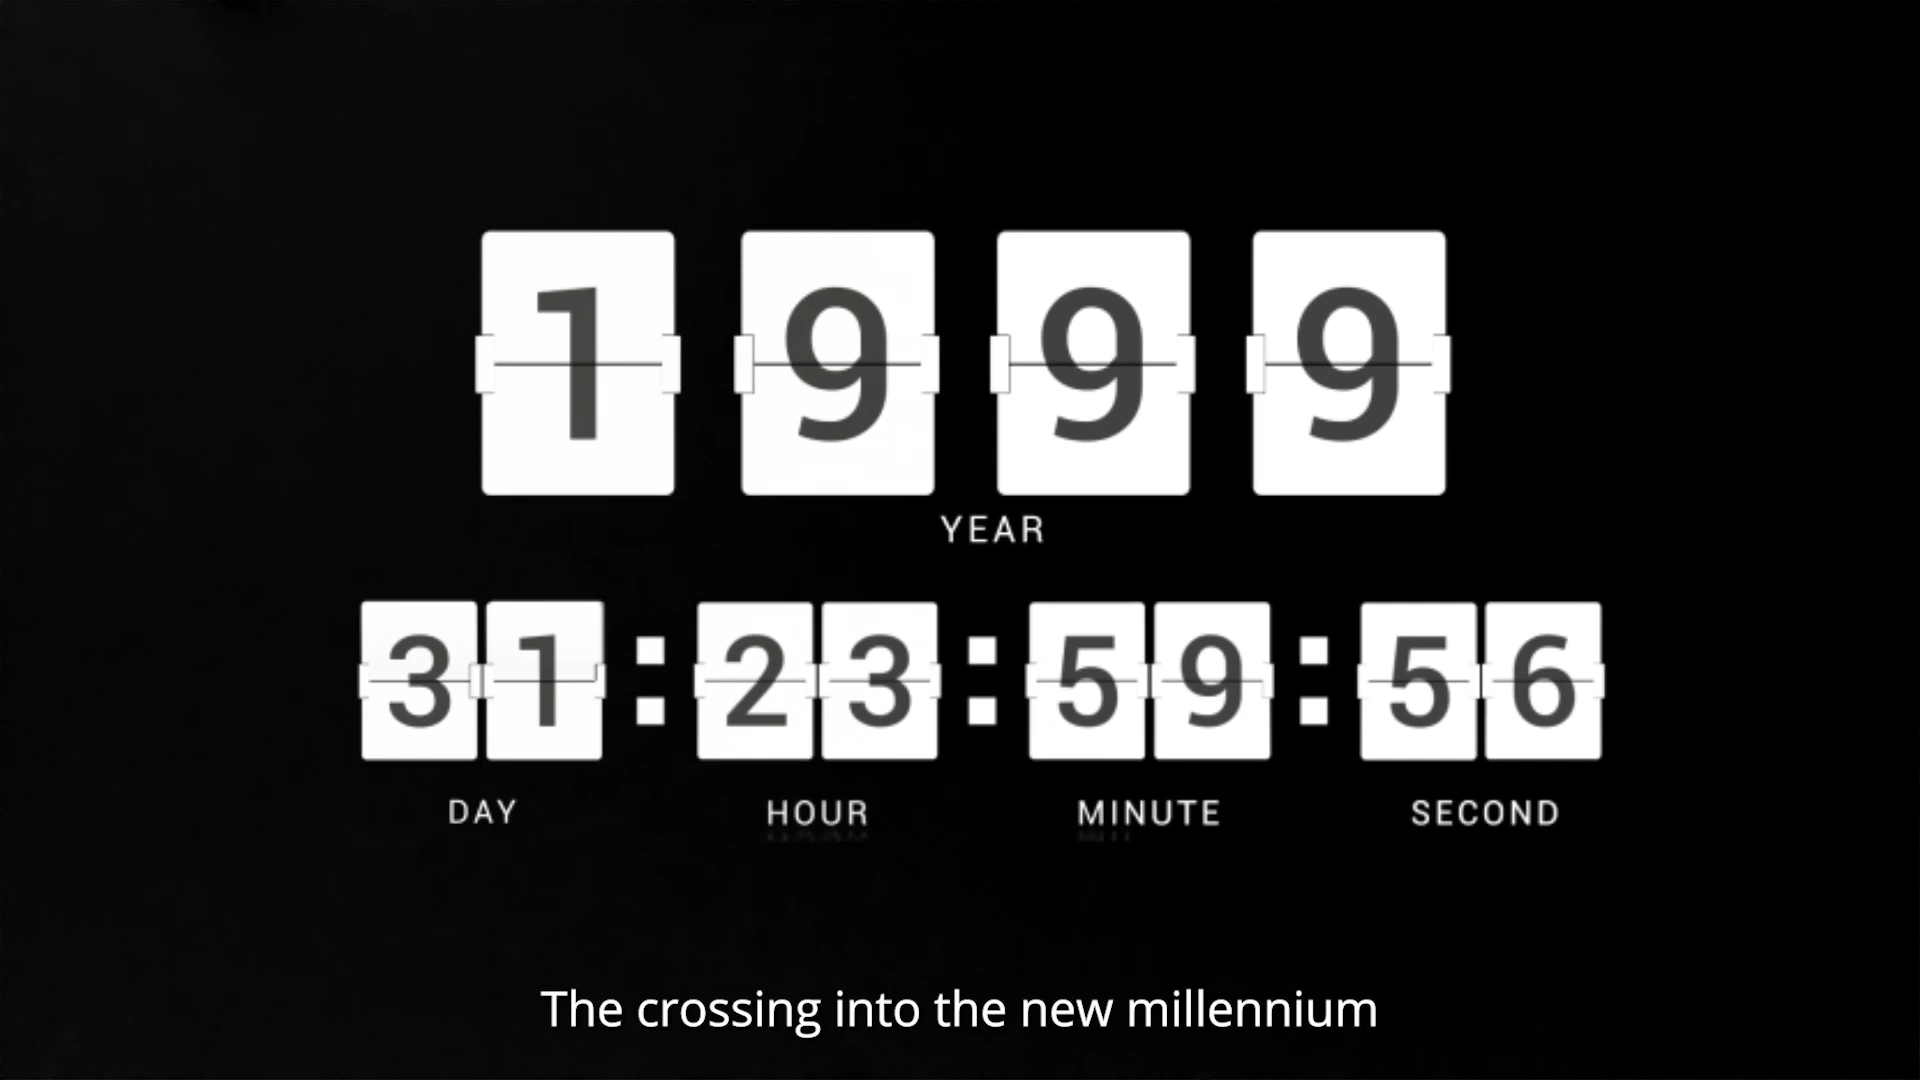 1999
YEAR
31:23:59:56
DAY HOUR MINUTE SECOND
The crossing into the new millennium